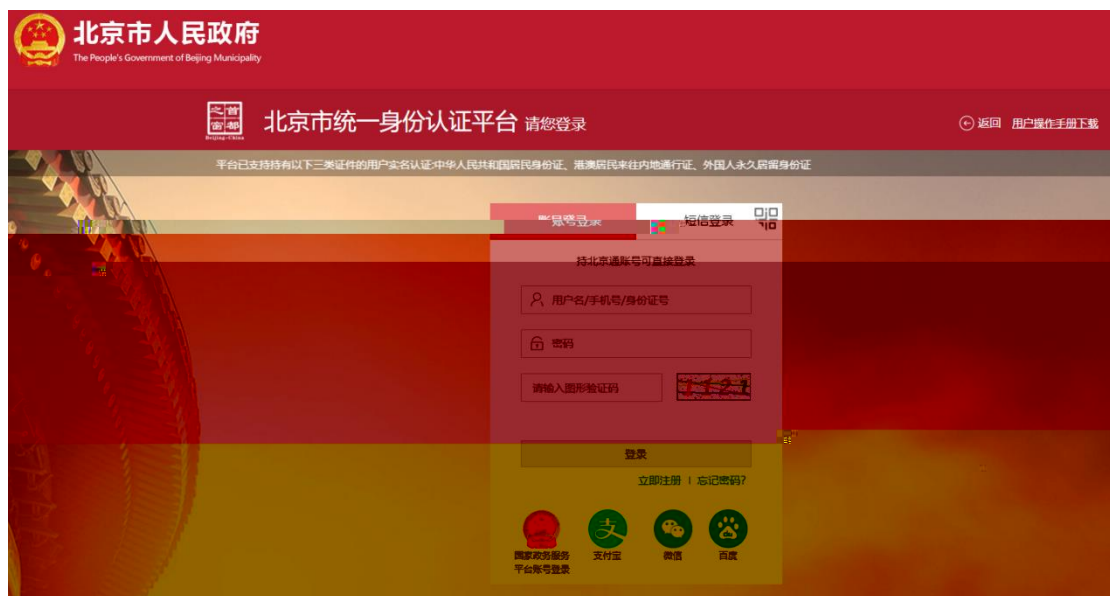 北京市人民政府
The People's Government of Beijing Municipality
首都之窗
Beijing-China
北京市统一身份认证平台 请您登录
返回 用户操作手册下载
平台已支持持有以下三类证件的用户实名认证:中华人民共和国居民身份证、港澳居民来往内地通行证、外国人永久居留身份证
账号登录 短信登录
持北京通账号可直接登录
用户名/手机号/身份证号
密码
请输入图形验证码
登录
立即注册 | 忘记密码?
国家政务服务
平台账号登录
支付宝
微信
百度